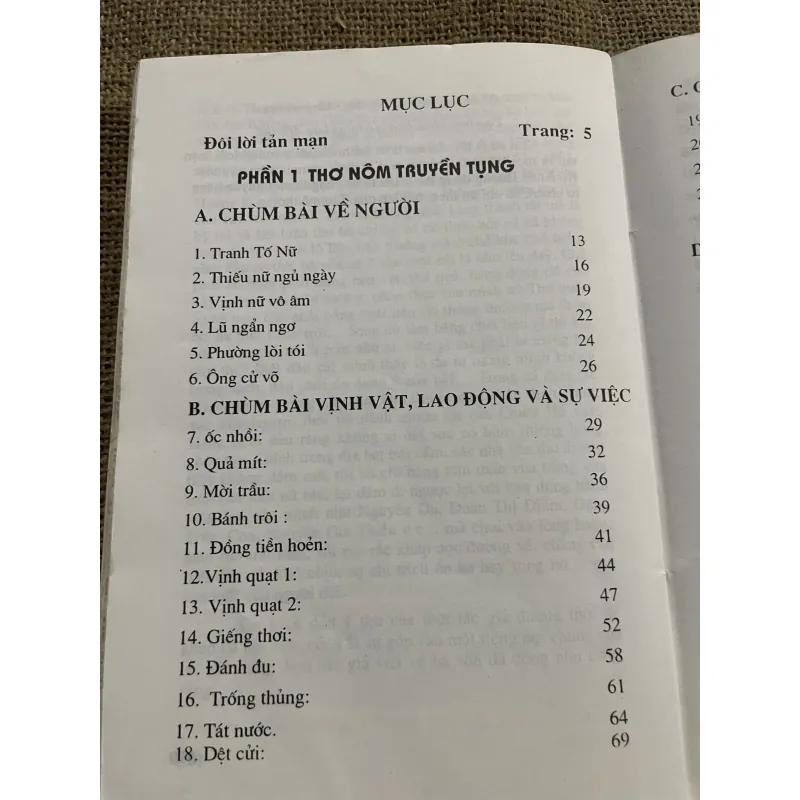 MỤC LỤC
Đôi lời tản mạn Trang: 5
PHẦN 1 THƠ NÔM TRUYỀN TỤNG
A. CHÙM BÀI VỀ NGƯỜI
1. Tranh Tố Nữ 13
2. Thiếu nữ ngủ ngày 16
3. Vịnh nữ vô âm 19
4. Lũ ngẩn ngơ 22
5. Phường lòi tói 24
6. Ông cử võ 26
B. CHÙM BÀI VỊNH VẬT, LAO ĐỘNG VÀ SỰ VIỆC
7. ốc nhồi: 29
8. Quả mít: 32
9. Mời trầu: 36
10. Bánh trôi : 39
11. Đồng tiền hoẻn: 41
12.Vịnh quạt 1: 44
13. Vịnh quạt 2: 47
14. Giếng thơi: 52
15. Đánh đu: 58
16. Trống thủng: 61
17. Tát nước. 64
18. Dệt cửi: 69
C.